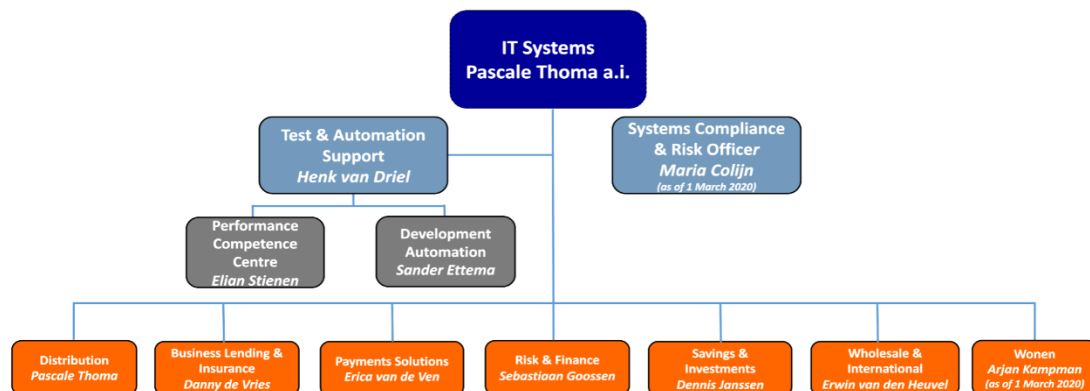 IT Systems
Pascale Thoma a.i.
Test & Automation
Support
Henk van Driel
Systems Compliance
& Risk Officer
Maria Colijn
(as of 1 March 2020)
Performance
Competence
Centre
Elian Stienen
Development
Automation
Sander Ettema
Distribution
Pascale Thoma
Business Lending &
Insurance
Danny de Vries
Payments Solutions
Erica van de Ven
Risk & Finance
Sebastiaan Goossen
Savings &
Investments
Dennis Janssen
Wholesale &
International
Erwin van den Heuvel
Wonen
Arjan Kampman
(as of 1 March 2020)